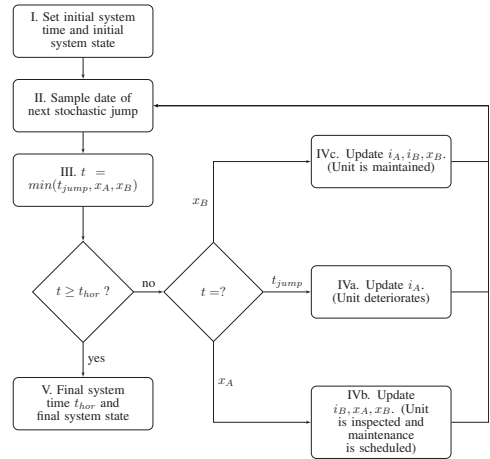 I. Set initial system
time and initial
system state
II. Sample date of
next stochastic jump
III. t =
min(t_jump, x_A, x_B)
t ≥ t_hor ?
no
t =?
yes
V. Final system
time t_hor and
final system state
x_B
t_jump
x_A
IVc. Update i_A, i_B, x_B.
(Unit is maintained)
IVa. Update i_A.
(Unit deteriorates)
IVb. Update
i_B, x_A, x_B. (Unit
is inspected and
maintenance
is scheduled)